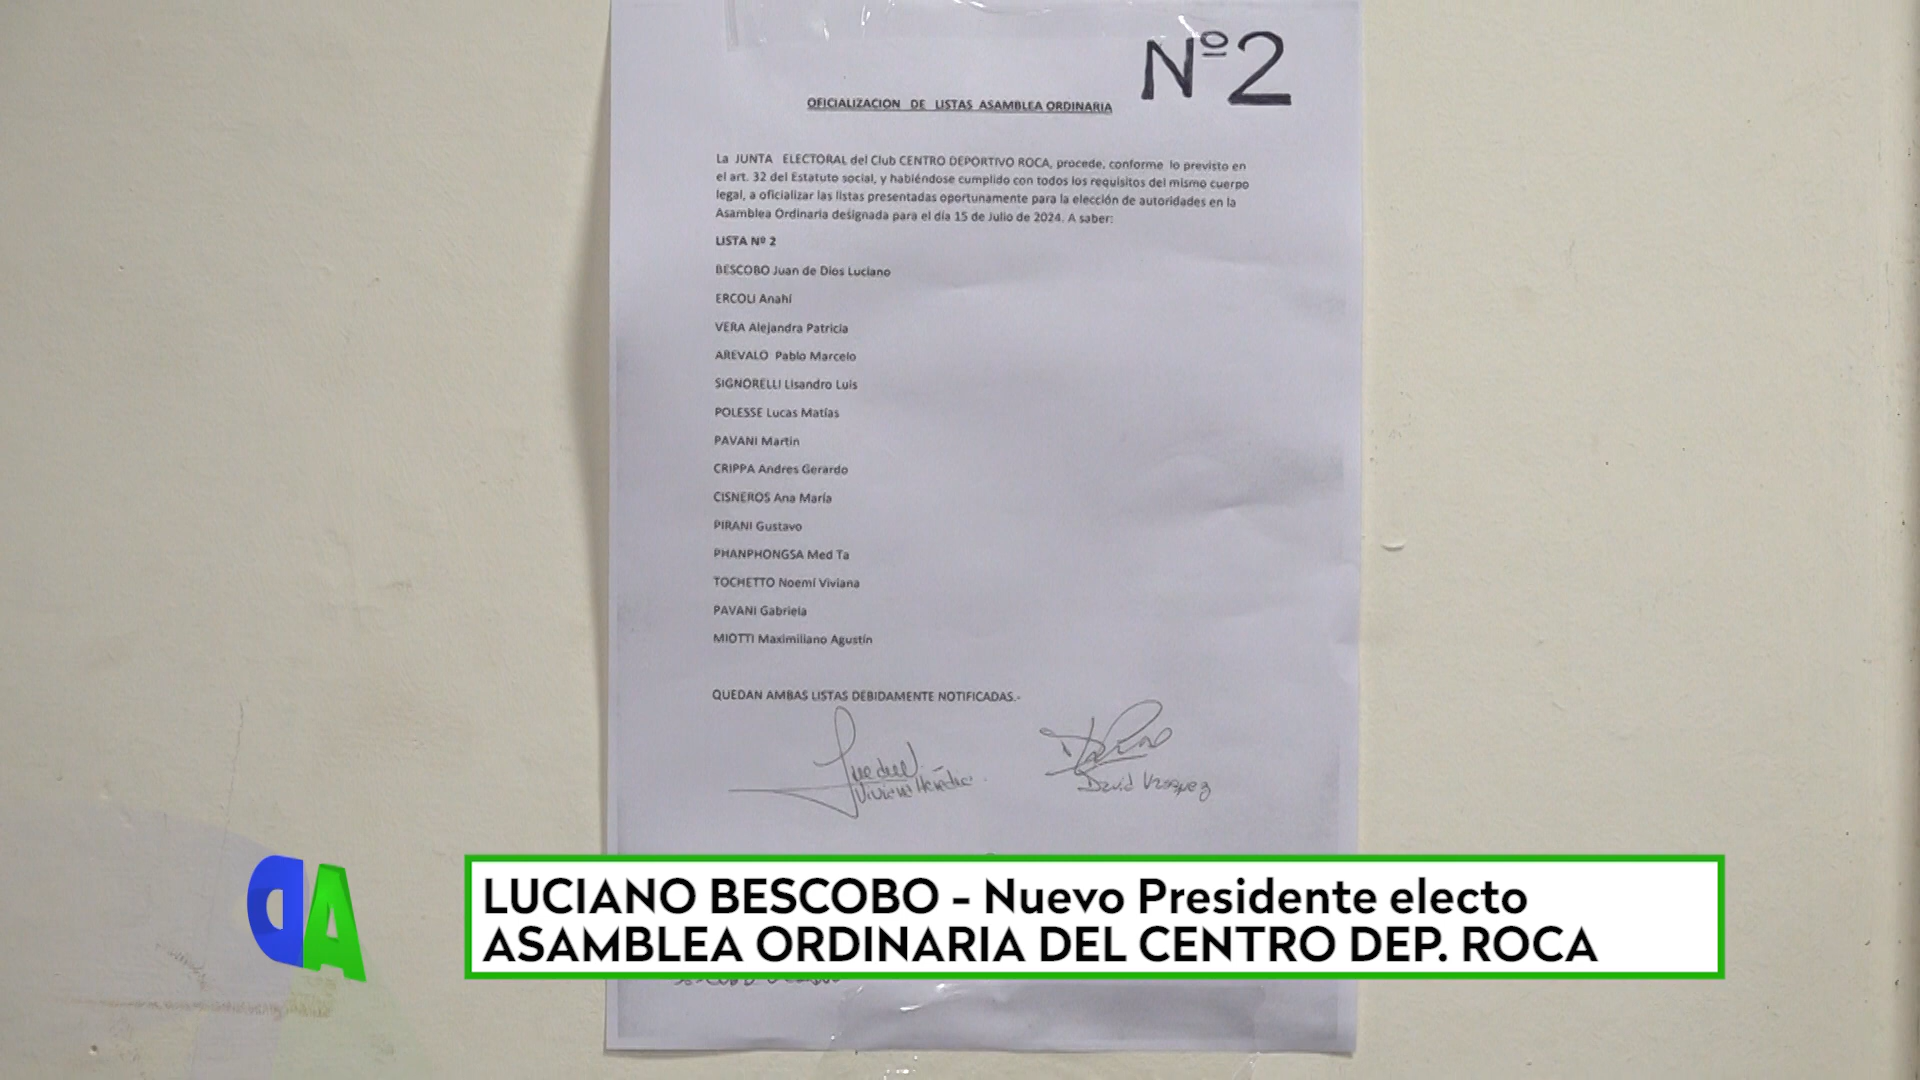 Nº2
OFICIALIZACION DE LISTAS ASAMBLEA ORDINARIA
La JUNTA ELECTORAL del Club CENTRO DEPORTIVO ROCA, procede, conforme lo previsto en
el art. 32 del Estatuto social, y habiéndose cumplido con todos los requisitos del mismo cuerpo
legal, a oficializar las listas presentadas oportunamente para la elección de autoridades en la
Asamblea Ordinaria designada para el día 15 de Julio de 2024. A saber:
LISTA Nº 2
BESCOBO Juan de Dios Luciano
ERCOLI Anahí
VERA Alejandra Patricia
AREVALO Pablo Marcelo
SIGNORELLI Lisandro Luis
POLESSE Lucas Matías
PAVANI Martin
CRIPPA Andres Gerardo
CISNEROS Ana María
PIRANI Gustavo
PHANPHONGSA Med Ta
TOCHETTO Noemí Viviana
PAVANI Gabriela
MIOTTI Maximiliano Agustín
QUEDAN AMBAS LISTAS DEBIDAMENTE NOTIFICADAS.-
David
DA
LUCIANO BESCOBO - Nuevo Presidente electo
ASAMBLEA ORDINARIA DEL CENTRO DEP. ROCA